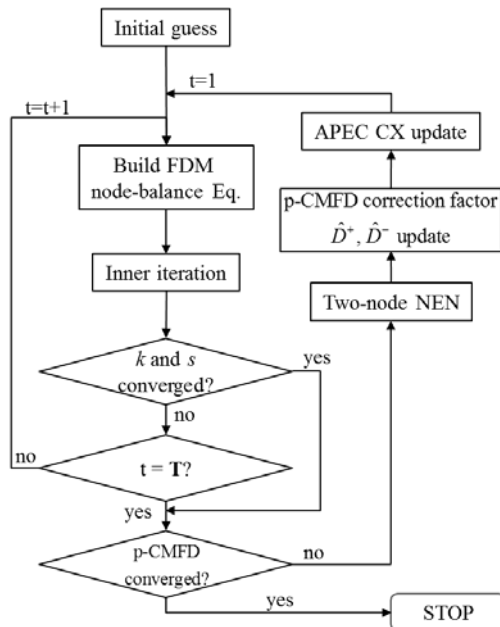 Initial guess
t=1
t=t+1
APEC CX update
Build FDM
node-balance Eq.
p-CMFD correction factor
D̂⁺, D̂⁻ update
Inner iteration
Two-node NEN
k and s
converged?
yes
no
t = T?
no
yes
p-CMFD
converged?
no
yes
STOP